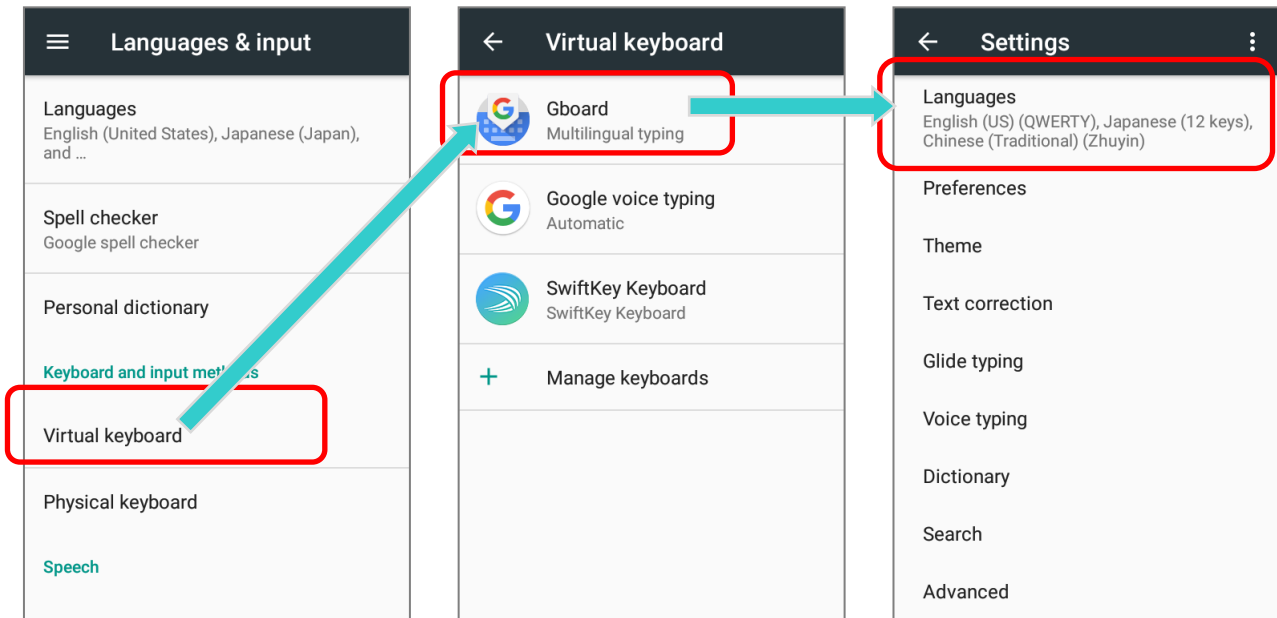 Languages & input
Languages
English (United States), Japanese (Japan),
and ...
Spell checker
Google spell checker
Personal dictionary
Keyboard and input
Virtual keyboard
Physical keyboard
Speech
Virtual keyboard
Gboard
Multilingual typing
Google voice typing
Automatic
SwiftKey Keyboard
SwiftKey Keyboard
+ Manage keyboards
Settings
Languages
English (US) (QWERTY), Japanese (12 keys),
Chinese (Traditional) (Zhuyin)
Preferences
Theme
Text correction
Glide typing
Voice typing
Dictionary
Search
Advanced